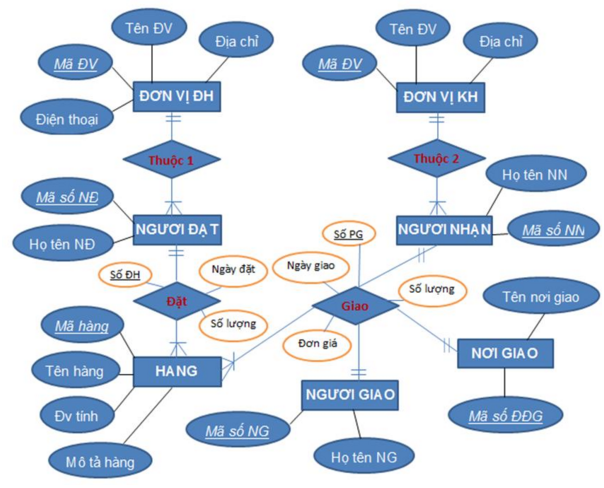 Tên ĐV
Mã ĐV
Địa chỉ
Điện thoại
ĐƠN VỊ ĐH
Tên ĐV
Mã ĐV
Địa chỉ
ĐƠN VỊ KH
Thuộc 1
Thuộc 2
Mã số NĐ
Họ tên NĐ
NGƯỜI ĐẶT
Họ tên NN
Mã số NN
NGƯỜI NHẬN
Số PG
Số ĐH
Ngày đặt
Ngày giao
Đặt
Số lượng
Giao
Số lượng
Đơn giá
Tên nơi giao
NƠI GIAO
Mã số ĐĐG
Mã hàng
Tên hàng
Đv tính
Mô tả hàng
HANG
NGƯỜI GIAO
Mã số NG
Họ tên NG